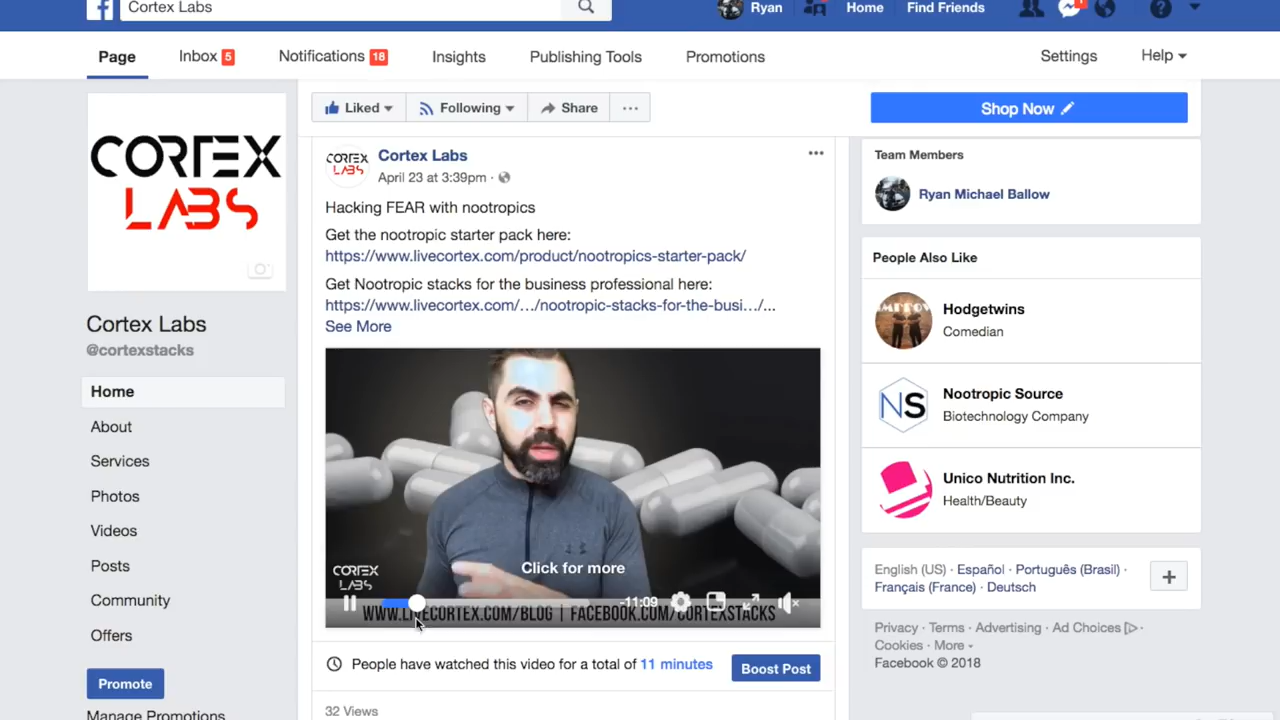 Cortex Labs
Ryan
Home
Find Friends
Page
Inbox 5
Notifications 18
Insights
Publishing Tools
Promotions
Settings
Help
CORTEX
LABS
Cortex Labs
@cortexstacks
Home
About
Services
Photos
Videos
Posts
Community
Offers
Promote
Manage Promotions
Liked
Following
Share
Shop Now
CORTEX
LABS
Cortex Labs
April 23 at 3:39pm ·
Hacking FEAR with nootropics
Get the nootropic starter pack here:
https://www.livecortex.com/product/nootropics-starter-pack/
Get Nootropic stacks for the business professional here:
https://www.livecortex.com/…/nootropic-stacks-for-the-busi…/...
See More
Click for more
CORTEX
LABS
-11:09
WWW.LIVECORTEX.COM/BLOG | FACEBOOK.COM/CORTEXSTACKS
People have watched this video for a total of 11 minutes
Boost Post
32 Views
Team Members
Ryan Michael Ballow
People Also Like
IMPROV
Hodgetwins
Comedian
NS
Nootropic Source
Biotechnology Company
Unico Nutrition Inc.
Health/Beauty
English (US) · Español · Português (Brasil) ·
Français (France) · Deutsch
Privacy · Terms · Advertising · Ad Choices ·
Cookies · More
Facebook © 2018